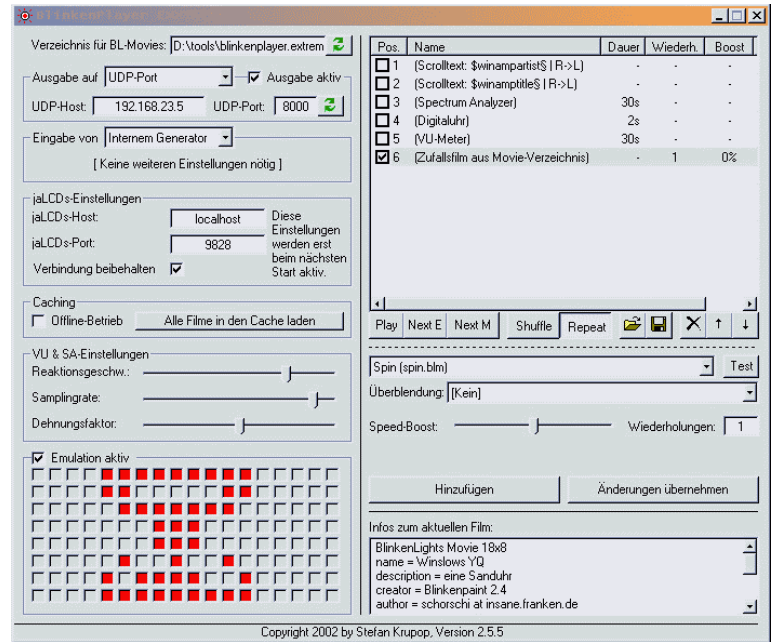 BlinkenPlayer Extreme
Verzeichnis für BL-Movies: D:\tools\blinkenplayer.extrem
Ausgabe auf UDP-Port Ausgabe aktiv
UDP-Host: 192.168.23.5 UDP-Port: 8000
Eingabe von Internem Generator
[ Keine weiteren Einstellungen nötig ]
jaLCDs-Einstellungen
jaLCDs-Host: localhost
jaLCDs-Port: 9828
Verbindung beibehalten
Diese
Einstellungen
werden erst
beim nächsten
Start aktiv.
Caching
Offline-Betrieb Alle Filme in den Cache laden
VU & SA-Einstellungen
Reaktionsgeschw.:
Samplingrate:
Dehnungsfaktor:
Emulation aktiv
Pos. Name Dauer Wiederh. Boost
1 (Scrolltext: $winampartist§ | R->L) - - -
2 (Scrolltext: $winamptitle§ | R->L) - - -
3 (Spectrum Analyzer) 30s - -
4 (Digitaluhr) 2s - -
5 (VU-Meter) 30s - -
6 (Zufallsfilm aus Movie-Verzeichnis) - 1 0%
Play Next E Next M Shuffle Repeat
Spin (spin.blm) Test
Überblendung: [Kein]
Speed-Boost: Wiederholungen: 1
Hinzufügen Änderungen übernehmen
Infos zum aktuellen Film:
BlinkenLights Movie 18x8
name = Winslows YQ
description = eine Sanduhr
creator = Blinkenpaint 2.4
author = schorschi at insane.franken.de
Copyright 2002 by Stefan Krupop, Version 2.5.5